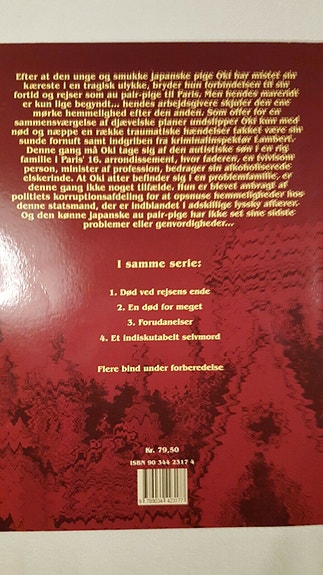 Efter at den unge og smukke japanske pige Oki har mistet sin
kæreste i en tragisk ulykke, bryder hun forbindelsen til sin
fortid og rejser som au pair-pige til Paris. Men hendes mareridt
er kun lige begyndt... hendes arbejdsgivere skjuler den ene
mørke hemmelighed efter den anden. Som offer for en
sammensværgelse af djævelske planer undslipper Oki kun med
nød og næppe en række traumatiske hændelser takket være sin
sunde fornuft samt indgriben fra kriminalinspektør Lambert.
Denne gang må Oki tage sig af den autistiske søn i en rig
familie i Paris' 16. arrondissement, hvor faderen, en tvivlsom
person, minister af profession, bedrager sin alkoholiserede
elskerinde. At Oki atter befinder sig i en problemfamilie, er
denne gang ikke noget tilfælde. Hun er blevet anbragt af
politiets korruptionsafdeling for at opsnuse hemmeligheder hos
denne statsmand, der er indblandet i adskillige lyssky affærer.
Og den kønne japanske au pair-pige har ikke set sine sidste
problemer eller genvordigheder...
I samme serie:
1. Død ved rejsens ende
2. En død for meget
3. Forudanelser
4. Et indiskutabelt selvmord
Flere bind under forberedelse
Kr. 79,50
ISBN 90 344 2317 4
9 789034 423177